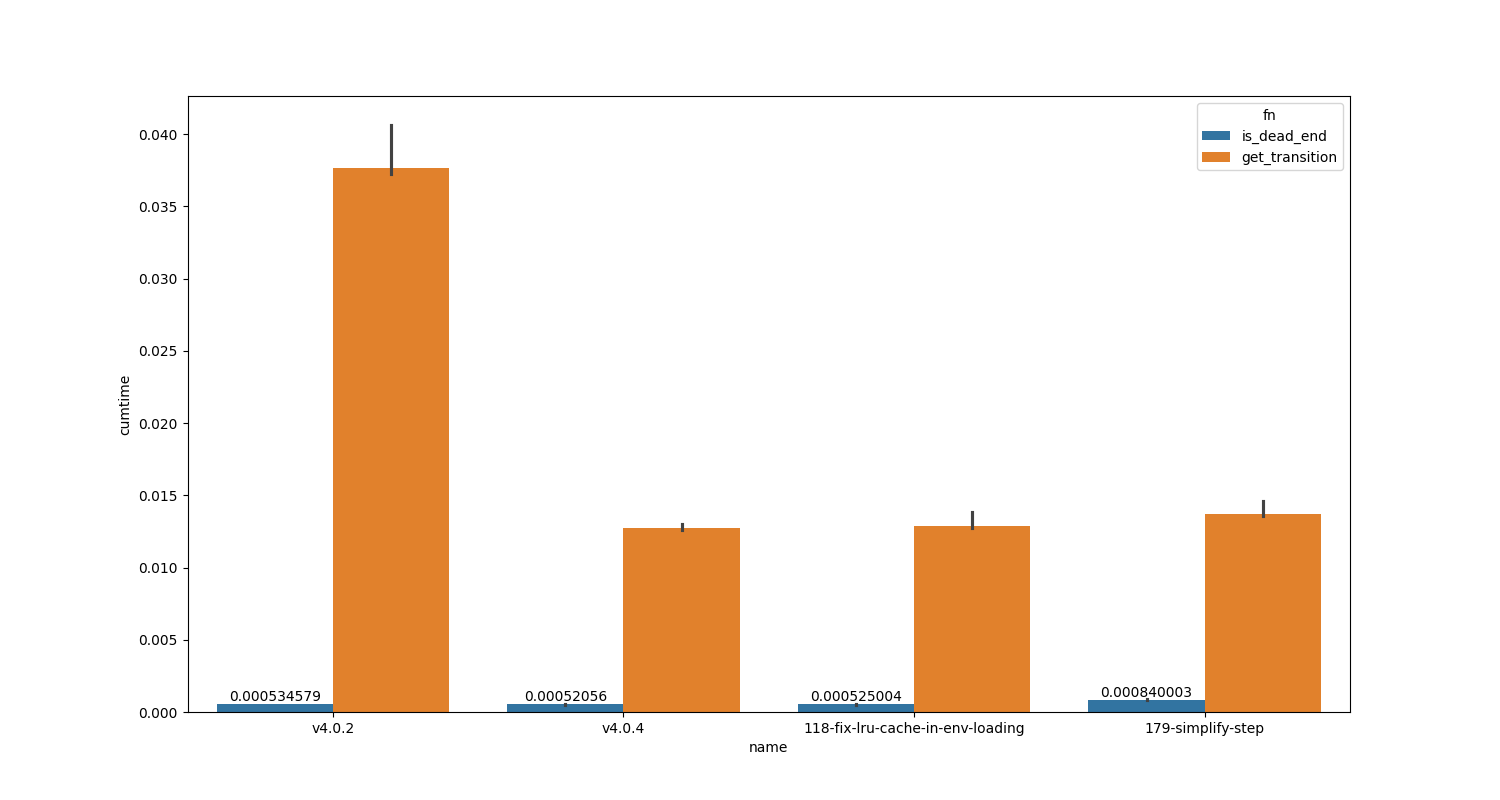 fn
is_dead_end
get_transition
0.040
0.035
0.030
0.025
0.020
0.015
0.010
0.005
0.000
cumtime
0.000534579
0.00052056
0.000525004
0.000840003
v4.0.2
v4.0.4
118-fix-lru-cache-in-env-loading
179-simplify-step
name